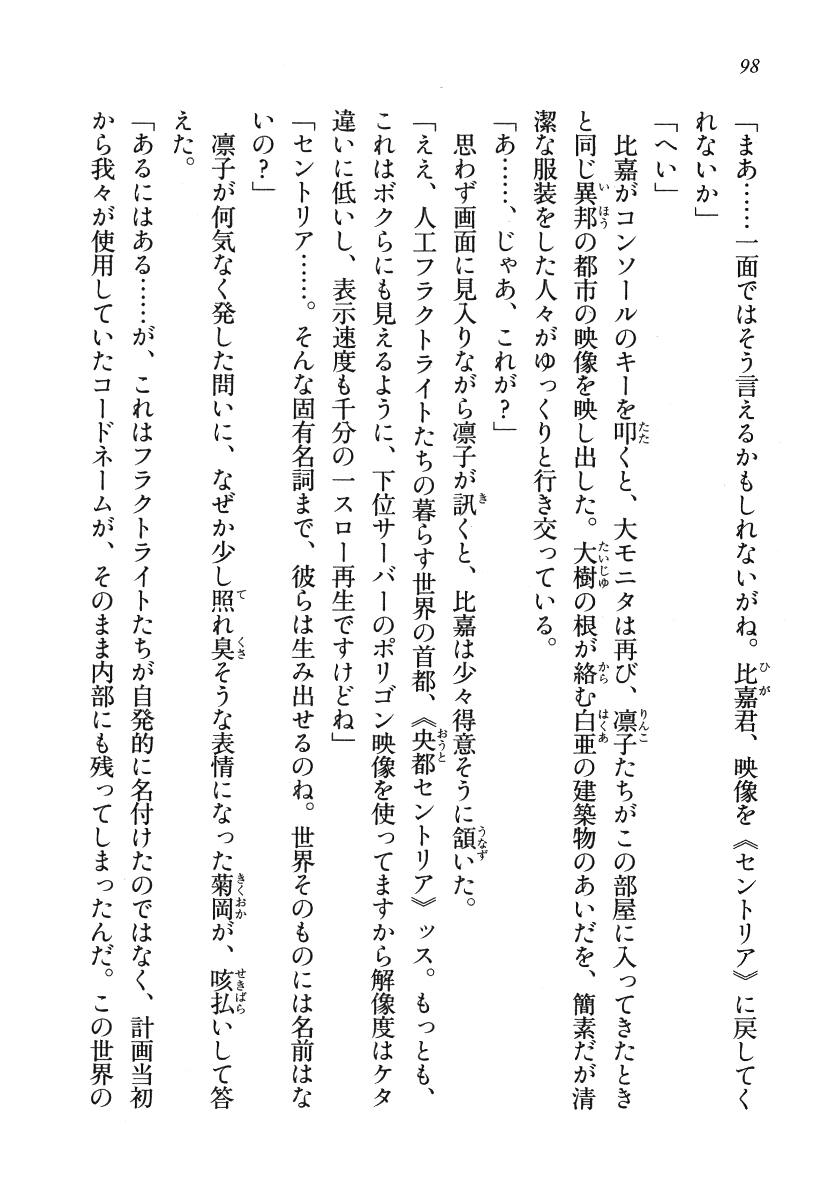 98
「まあ……一面ではそう言えるかもしれないがね。比嘉君、映像を《セントリア》に戻してく
れないか」
「へい」
　比嘉がコンソールのキーを叩くと、大モニタは再び、凛子たちがこの部屋に入ってきたとき
と同じ異邦の都市の映像を映し出した。大樹の根が絡む白亜の建築物のあいだを、簡素だが清
潔な服装をした人々がゆっくりと行き交っている。
「あ……、じゃあ、これが？」
　思わず画面に見入りながら凛子が訊くと、比嘉は少々得意そうに頷いた。
「ええ、人工フラクトライトたちの暮らす世界の首都、《央都セントリア》ッス。もっとも、
これはボクらにも見えるように、下位サーバーのポリゴン映像を使ってますから解像度はケタ
違いに低いし、表示速度も千分の一スロー再生ですけどね」
「セントリア……。そんな固有名詞まで、彼らは生み出せるのね。世界そのものには名前はな
いの？」
　凛子が何気なく発した問いに、なぜか少し照れ臭そうな表情になった菊岡が、咳払いして答
えた。
「あるにはある……が、これはフラクトライトたちが自発的に名付けたのではなく、計画当初
から我々が使用していたコードネームが、そのまま内部にも残ってしまったんだ。この世界の